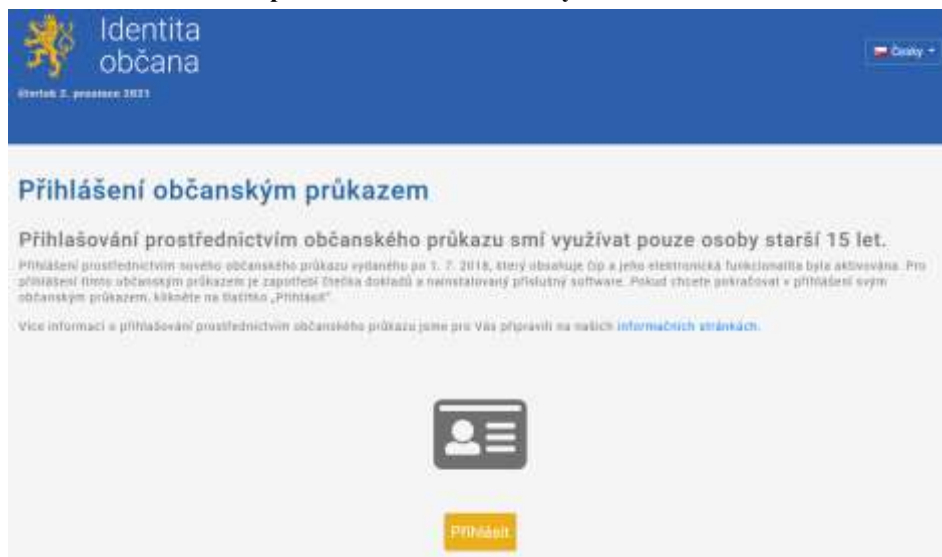 Identita
občana
čtvrtek 2. prosince 2021
Česky
Přihlášení občanským průkazem
Přihlašování prostřednictvím občanského průkazu smí využívat pouze osoby starší 15 let.
Přihlášení prostřednictvím nového občanského průkazu vydaného po 1. 7. 2018, který obsahuje čip a jeho elektronická funkcionalita byla aktivována. Pro
přihlášení tímto občanským průkazem je zapotřebí čtečka dokladů a nainstalovaný příslušný software. Pokud chcete pokračovat v přihlášení svým
občanským průkazem, klikněte na tlačítko „Přihlásit“.
Více informací o přihlašování prostřednictvím občanského průkazu jsme pro Vás připravili na našich informačních stránkách.
Přihlásit